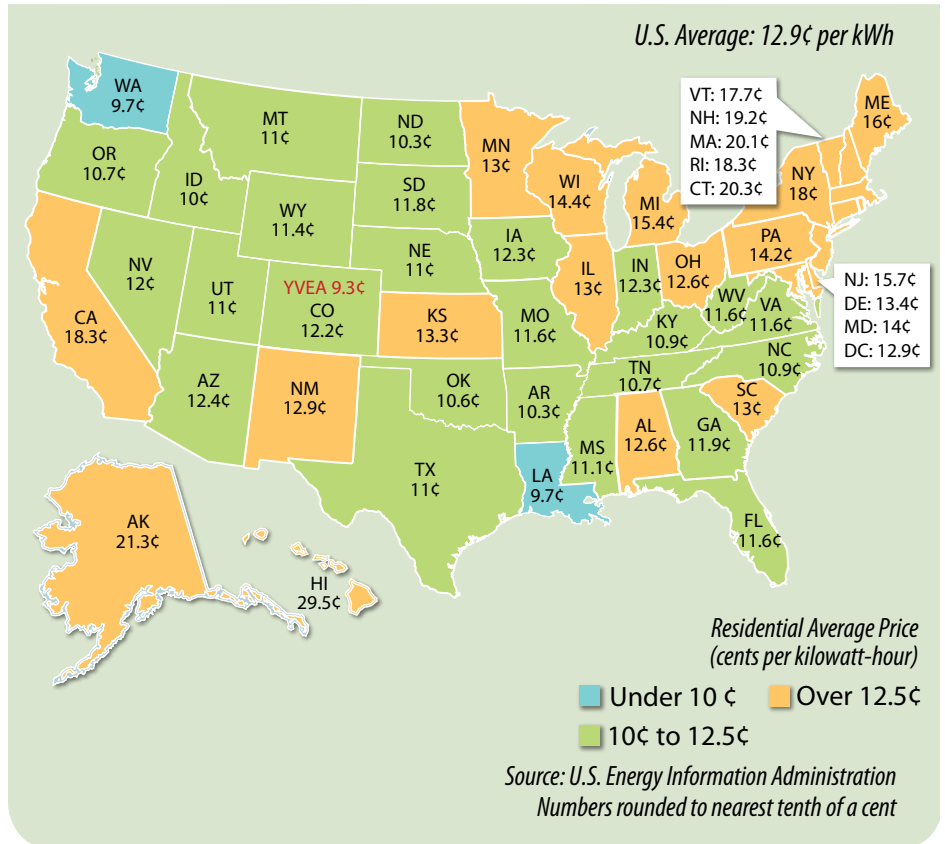 U.S. Average: 12.9¢ per kWh
WA
9.7¢
MT
11¢
ND
10.3¢
MN
13¢
VT: 17.7¢
NH: 19.2¢
MA: 20.1¢
RI: 18.3¢
CT: 20.3¢
ME
16¢
OR
10.7¢
ID
10¢
SD
11.8¢
WI
14.4¢
MI
15.4¢
NY
18¢
WY
11.4¢
NE
11¢
IA
12.3¢
PA
14.2¢
NV
12¢
UT
11¢
YVEA 9.3¢
CO
12.2¢
IL
13¢
IN
12.3¢
OH
12.6¢
NJ: 15.7¢
DE: 13.4¢
MD: 14¢
DC: 12.9¢
CA
18.3¢
KS
13.3¢
MO
11.6¢
WV
11.6¢
VA
11.6¢
KY
10.9¢
NC
10.9¢
AZ
12.4¢
NM
12.9¢
OK
10.6¢
AR
10.3¢
TN
10.7¢
SC
13¢
TX
11¢
LA
9.7¢
MS
11.1¢
AL
12.6¢
GA
11.9¢
FL
11.6¢
AK
21.3¢
HI
29.5¢
Residential Average Price
(cents per kilowatt-hour)
Under 10 ¢
Over 12.5¢
10¢ to 12.5¢
Source: U.S. Energy Information Administration
Numbers rounded to nearest tenth of a cent